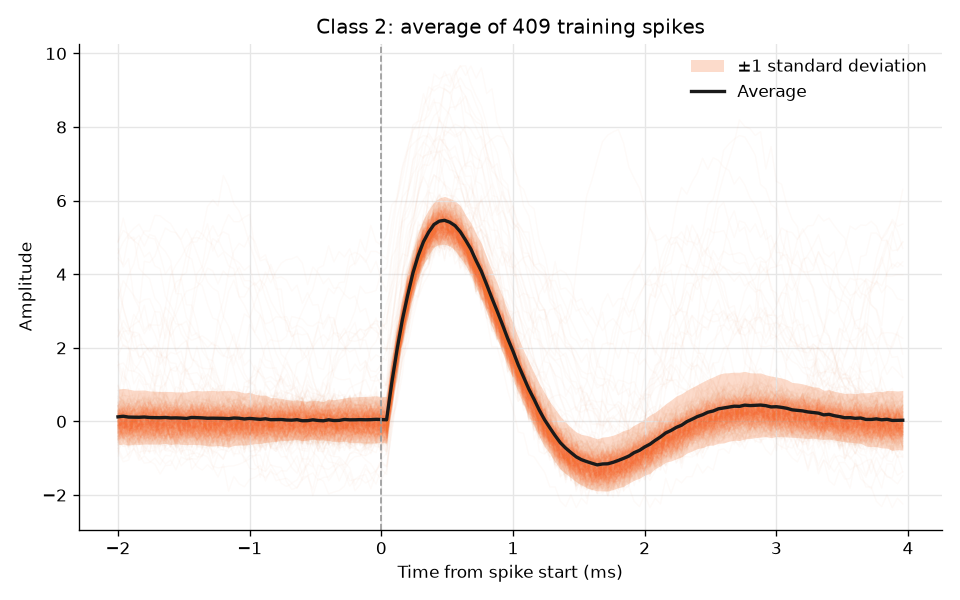 Class 2: average of 409 training spikes
±1 standard deviation
Average
Amplitude
10
8
6
4
2
0
−2
−2 −1 0 1 2 3 4
Time from spike start (ms)